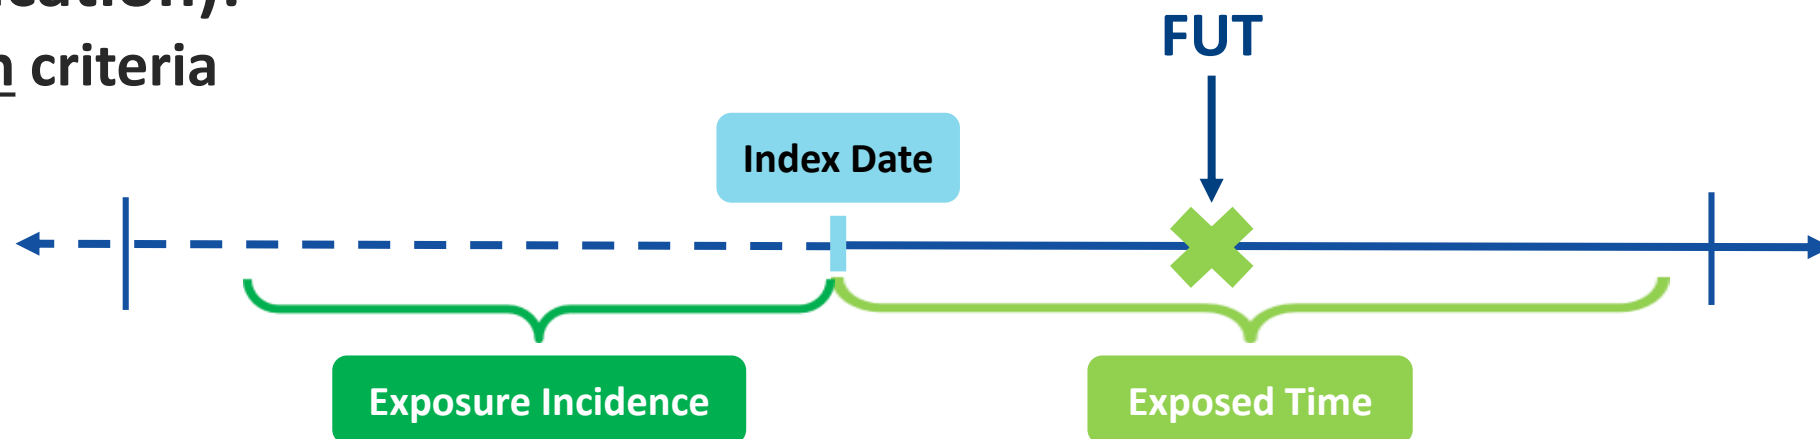 criteria
FUT
Index Date
Exposure Incidence
Exposed Time